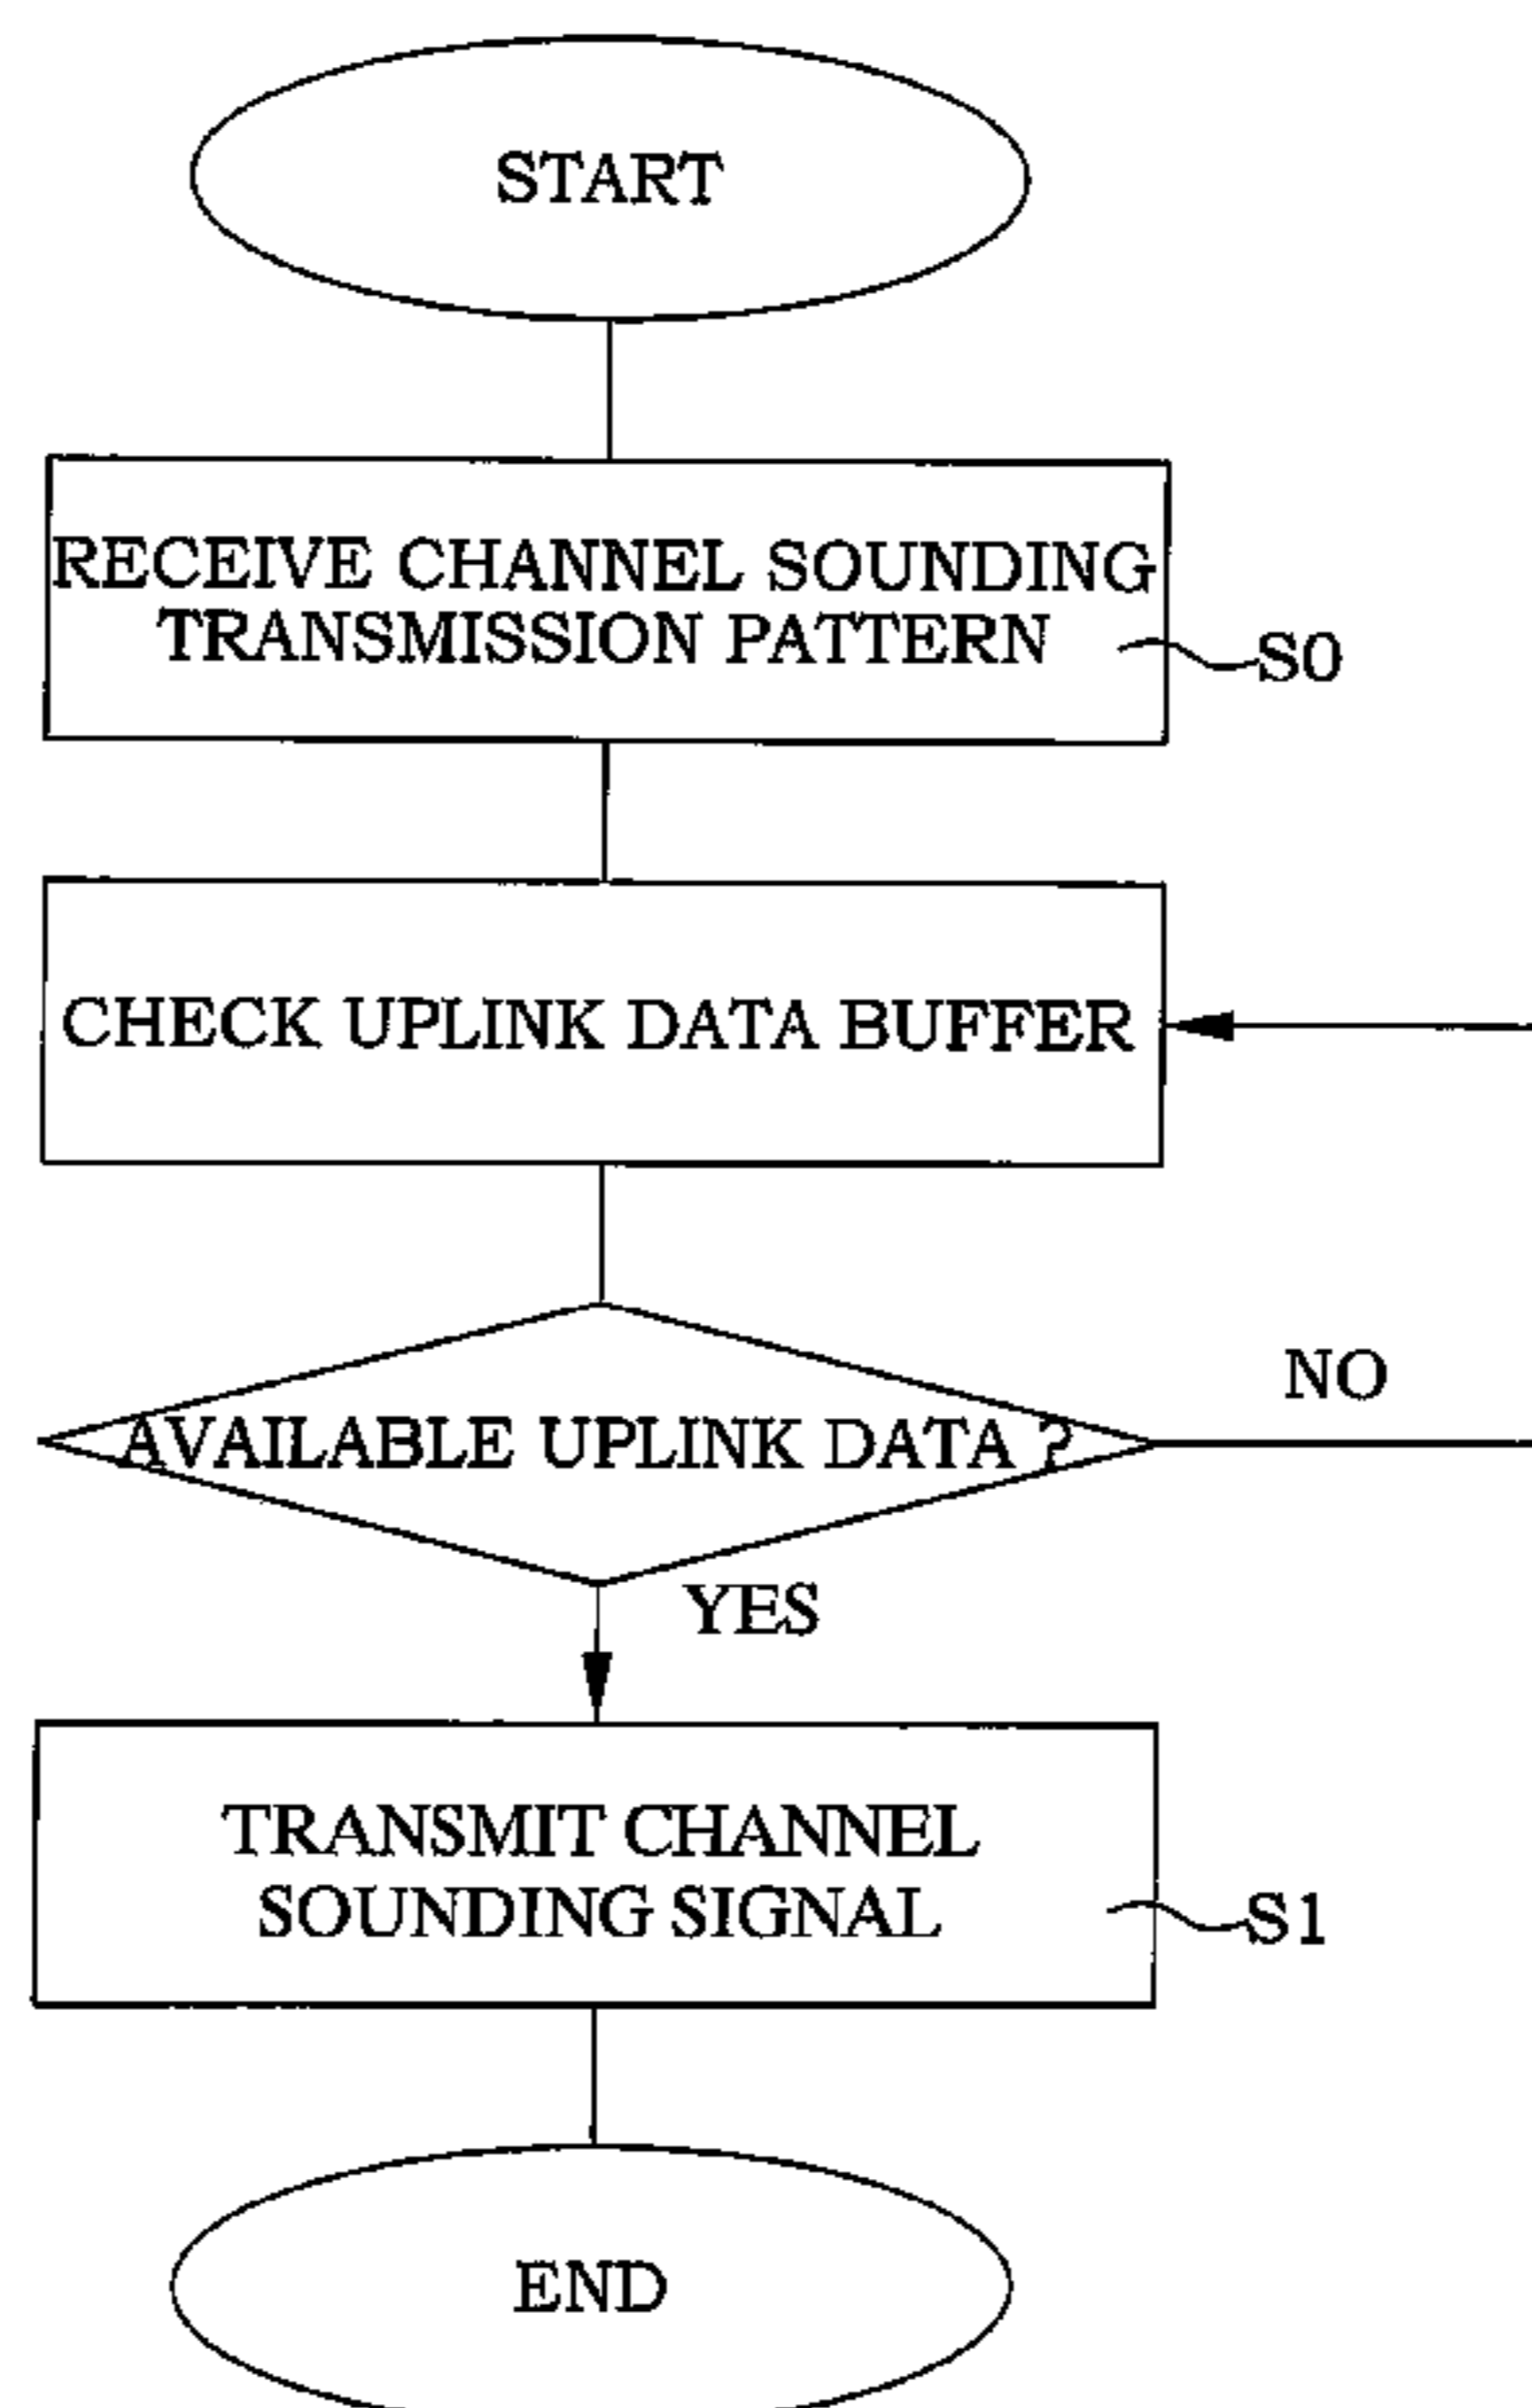 START
RECEIVE CHANNEL SOUNDING
TRANSMISSION PATTERN
S0
CHECK UPLINK DATA BUFFER
AVAILABLE UPLINK DATA ?
NO
YES
TRANSMIT CHANNEL
SOUNDING SIGNAL
S1
END